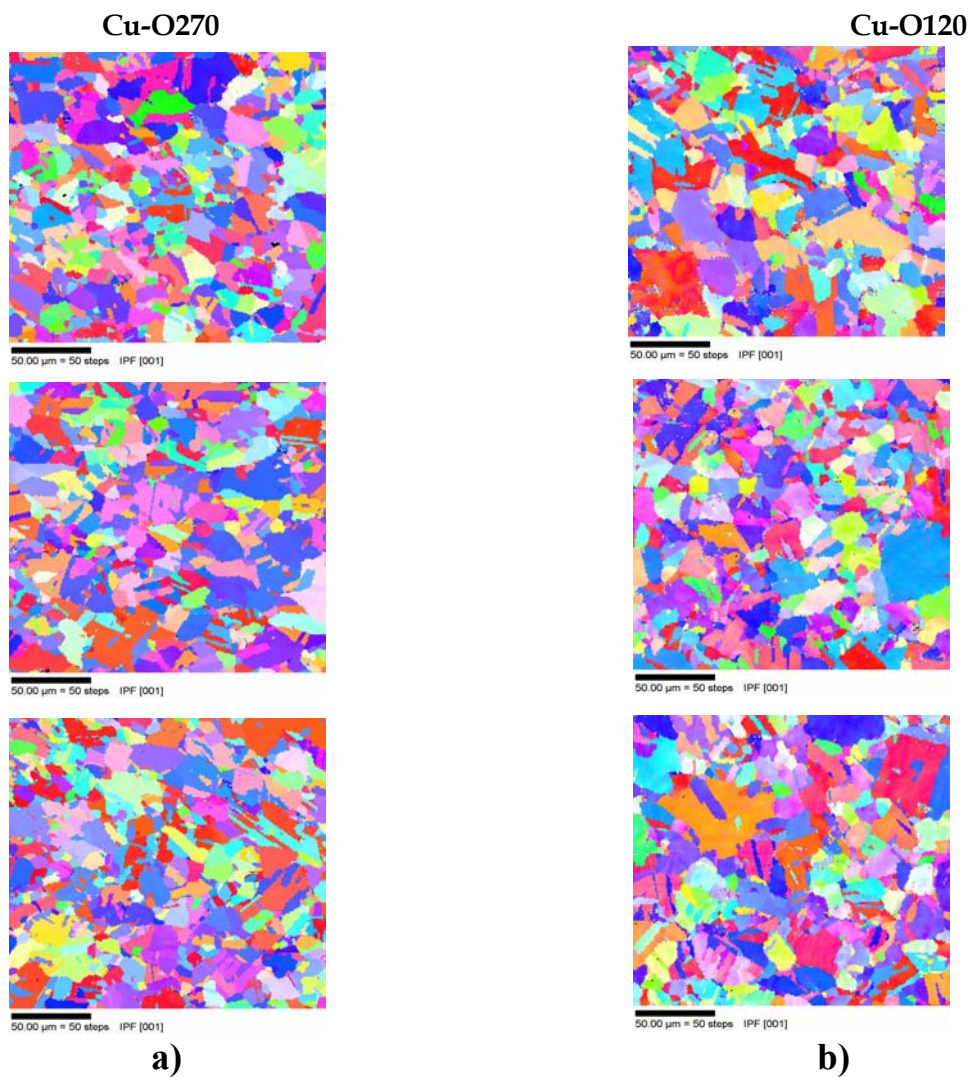 Cu-O270
Cu-O120
50.00 µm = 50 steps IPF [001]
50.00 µm = 50 steps IPF [001]
50.00 µm = 50 steps IPF [001]
50.00 µm = 50 steps IPF [001]
50.00 µm = 50 steps IPF [001]
50.00 µm = 50 steps IPF [001]
a)
b)